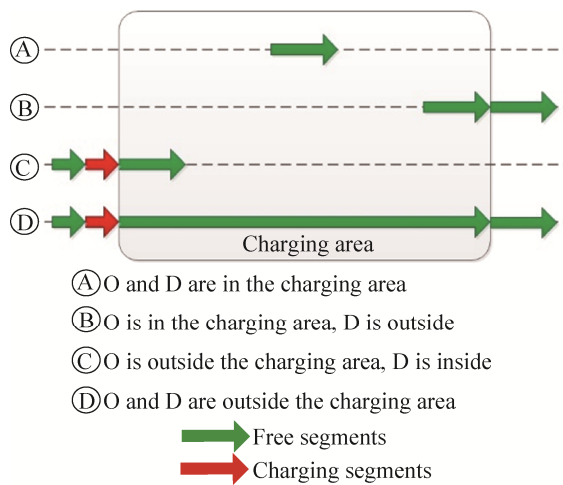 A
B
C
D
Charging area
A O and D are in the charging area
B O is in the charging area, D is outside
C O is outside the charging area, D is inside
D O and D are outside the charging area
Free segments
Charging segments